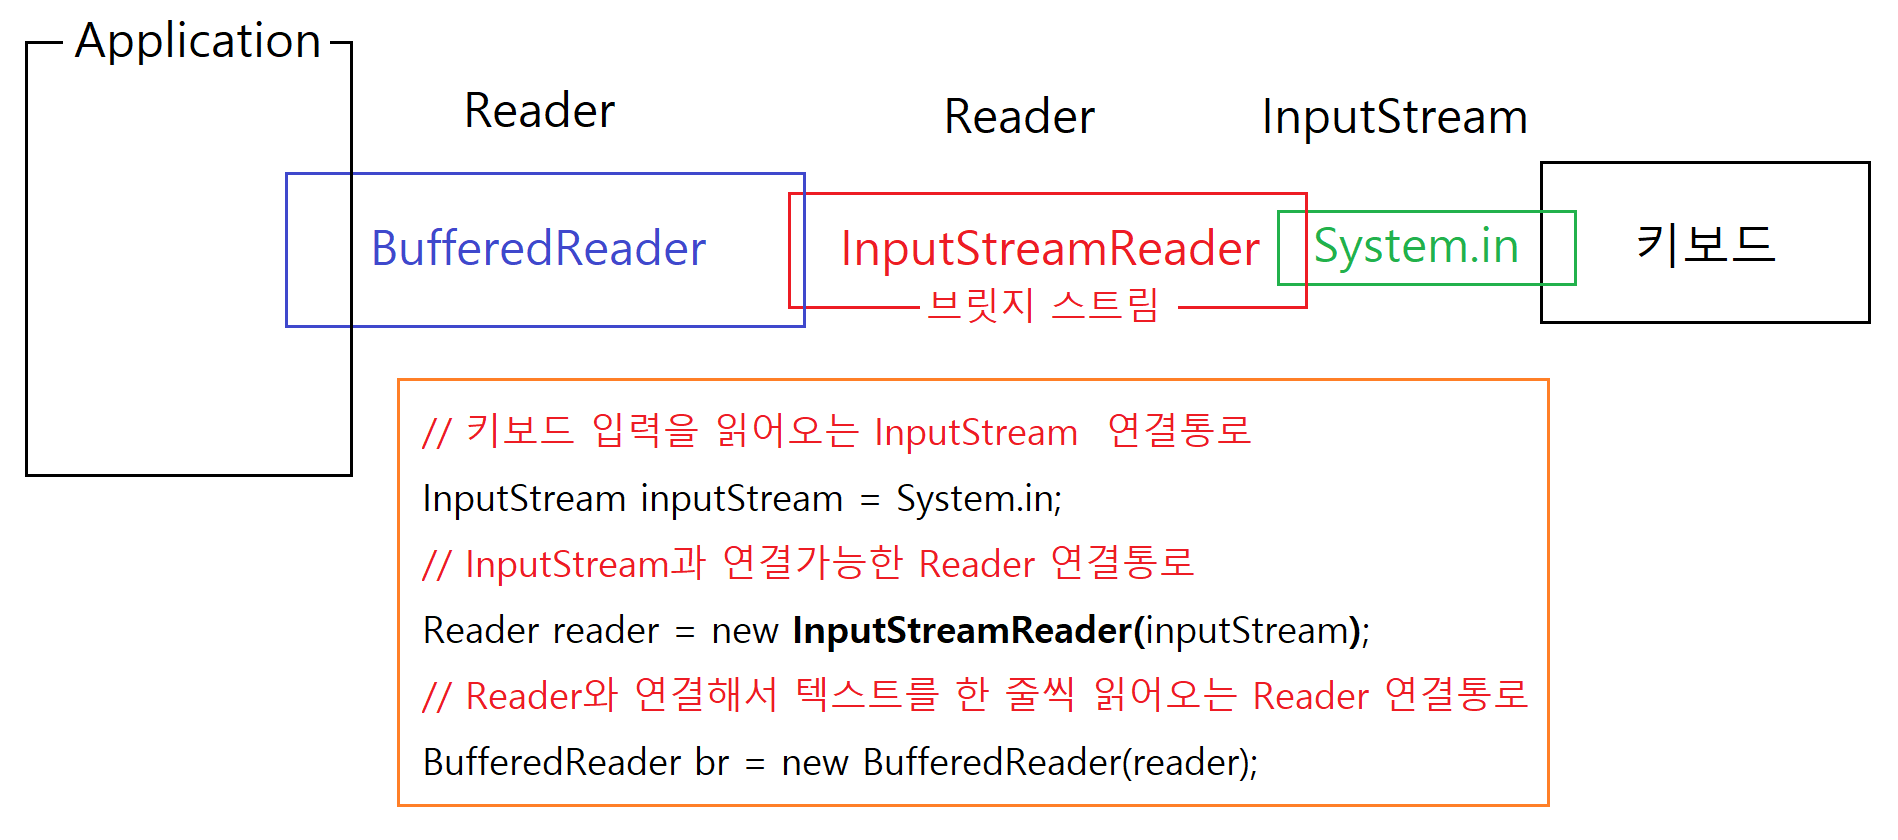 Application
Reader
Reader
InputStream
BufferedReader
InputStreamReader
System.in
키보드
브릿지 스트림
// 키보드 입력을 읽어오는 InputStream  연결통로
InputStream inputStream = System.in;
// InputStream과 연결가능한 Reader 연결통로
Reader reader = new InputStreamReader(inputStream);
// Reader와 연결해서 텍스트를 한 줄씩 읽어오는 Reader 연결통로
BufferedReader br = new BufferedReader(reader);